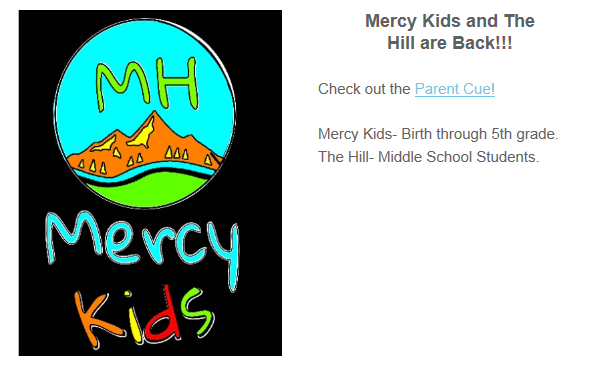 MH
Mercy
Kids
Mercy Kids and The
Hill are Back!!!
Check out the Parent Cue!
Mercy Kids- Birth through 5th grade.
The Hill- Middle School Students.